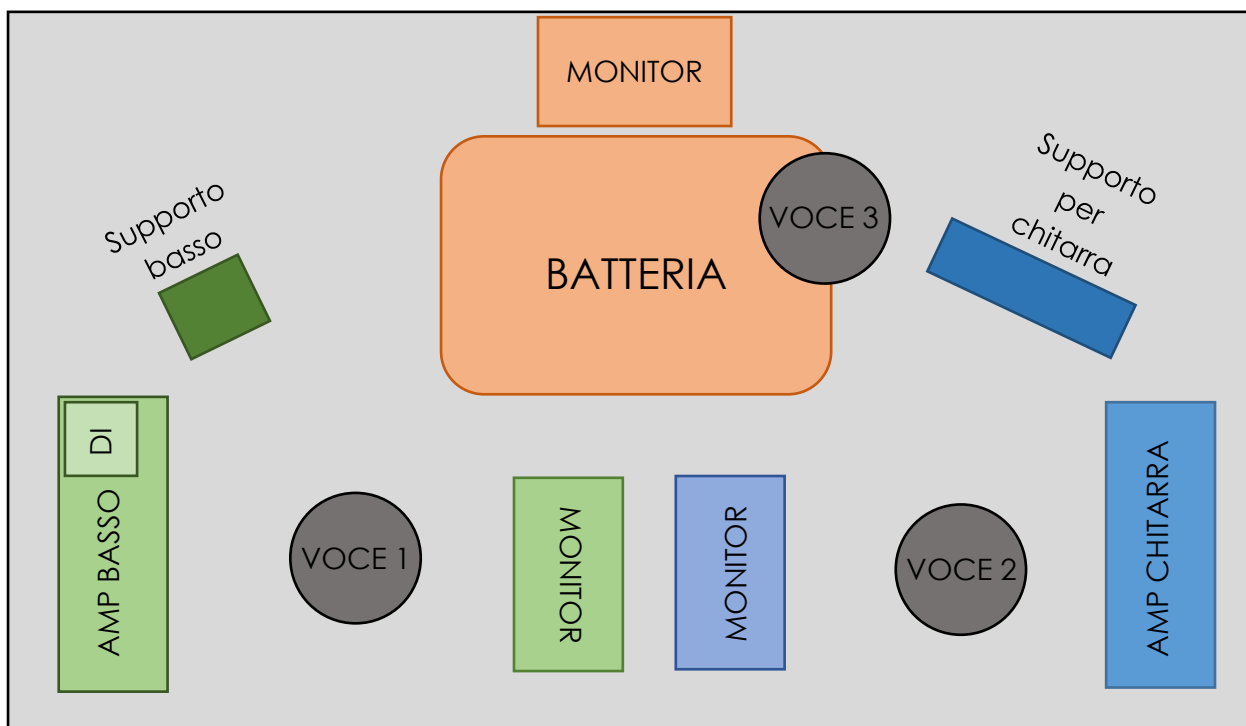 MONITOR
Supporto
per
chitarra
Supporto
basso
VOCE 3
BATTERIA
DI
AMP BASSO
VOCE 1
MONITOR
MONITOR
VOCE 2
AMP CHITARRA